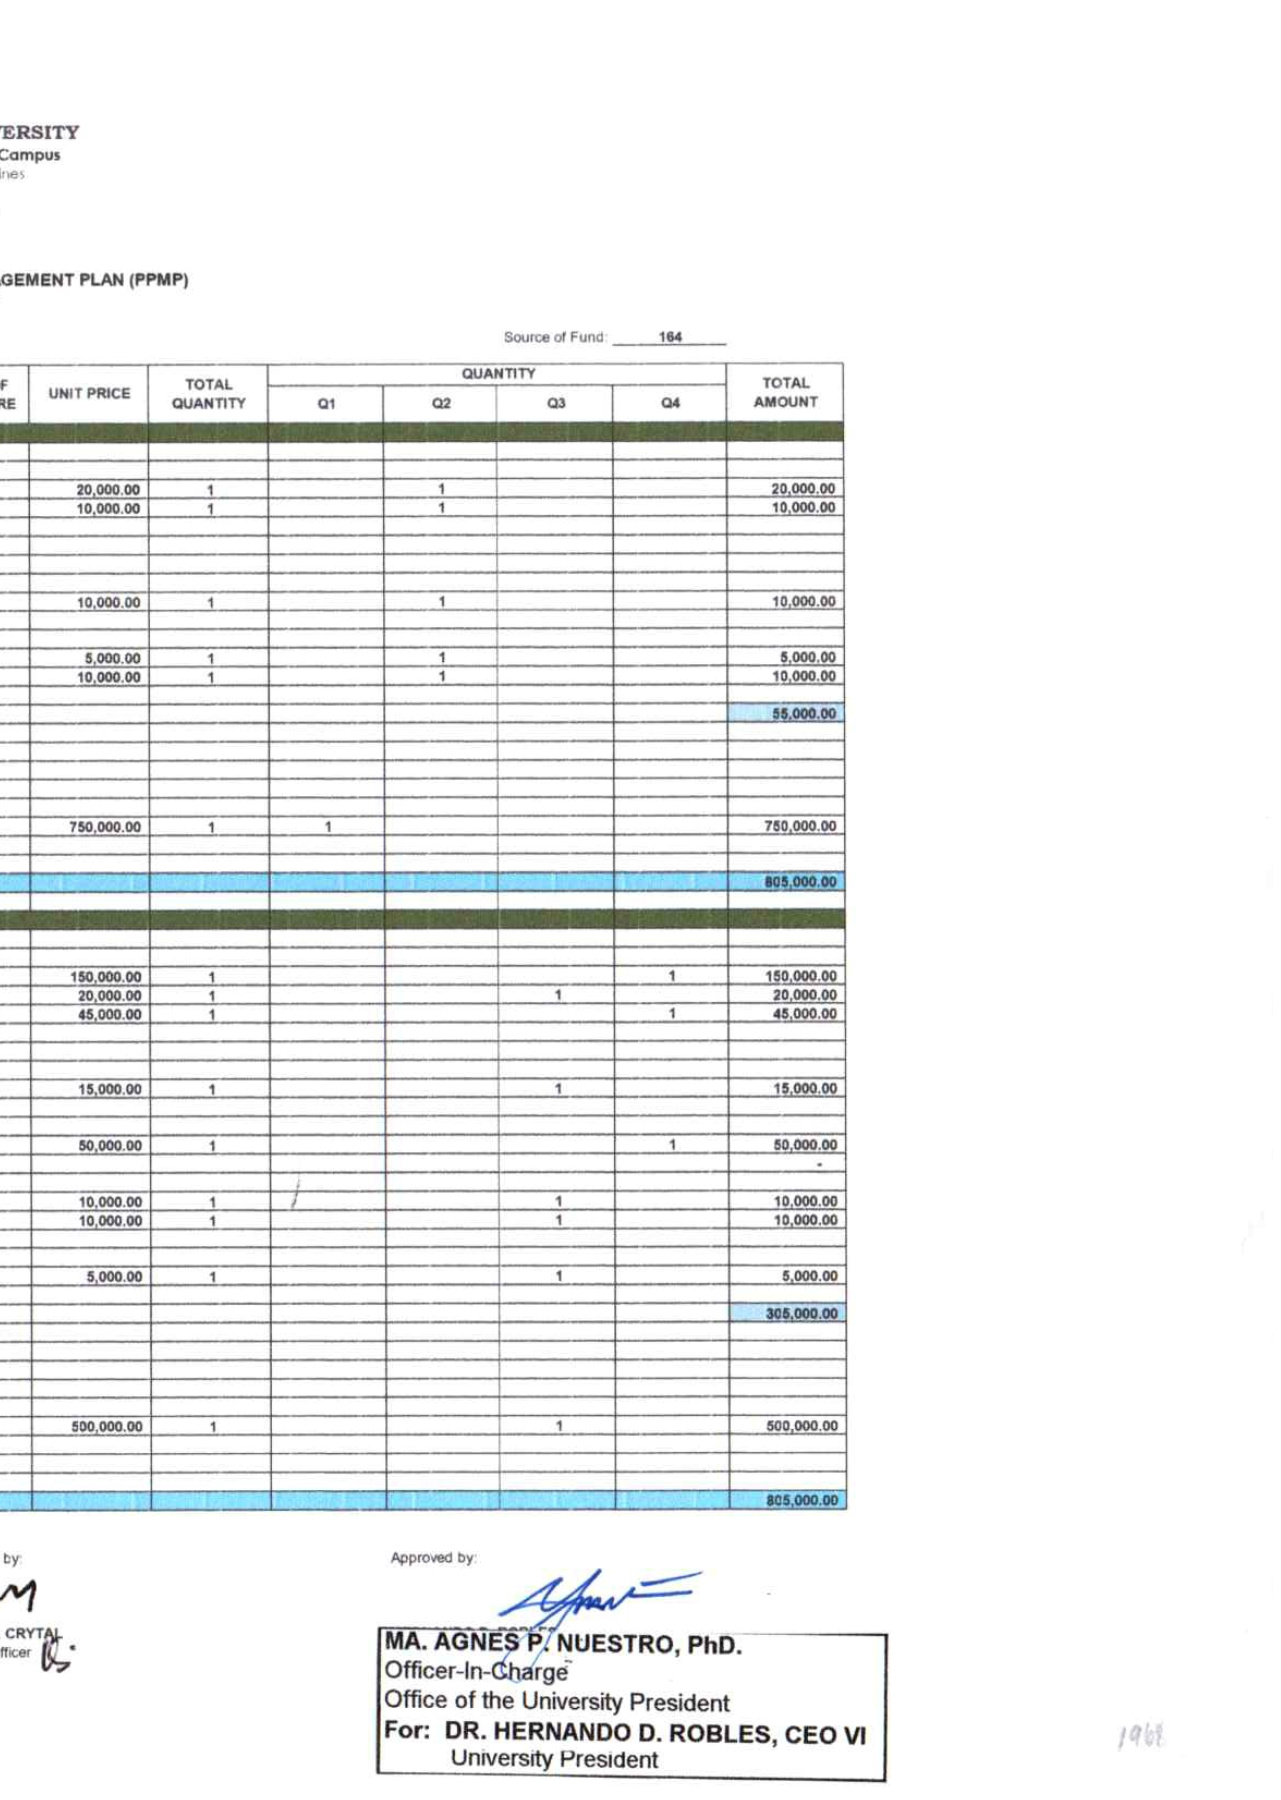 ERSITY
Campus
ines
GEMENT PLAN (PPMP)
Source of Fund: 164
F
RE
UNIT PRICE
TOTAL QUANTITY
QUANTITY
Q1 Q2 Q3 Q4
TOTAL AMOUNT
20,000.00 1 1 20,000.00
10,000.00 1 1 10,000.00
10,000.00 1 1 10,000.00
5,000.00 1 1 5,000.00
10,000.00 1 1 10,000.00
55,000.00
750,000.00 1 1 750,000.00
805,000.00
150,000.00 1 1 150,000.00
20,000.00 1 1 20,000.00
45,000.00 1 1 45,000.00
15,000.00 1 1 15,000.00
50,000.00 1 1 50,000.00
10,000.00 1 1 10,000.00
10,000.00 1 1 10,000.00
5,000.00 1 1 5,000.00
305,000.00
500,000.00 1 1 500,000.00
805,000.00
by:
CRYTAL
fficer
Approved by:
MA. AGNES P. NUESTRO, PhD.
Officer-In-Charge
Office of the University President
For: DR. HERNANDO D. ROBLES, CEO VI
University President
1968